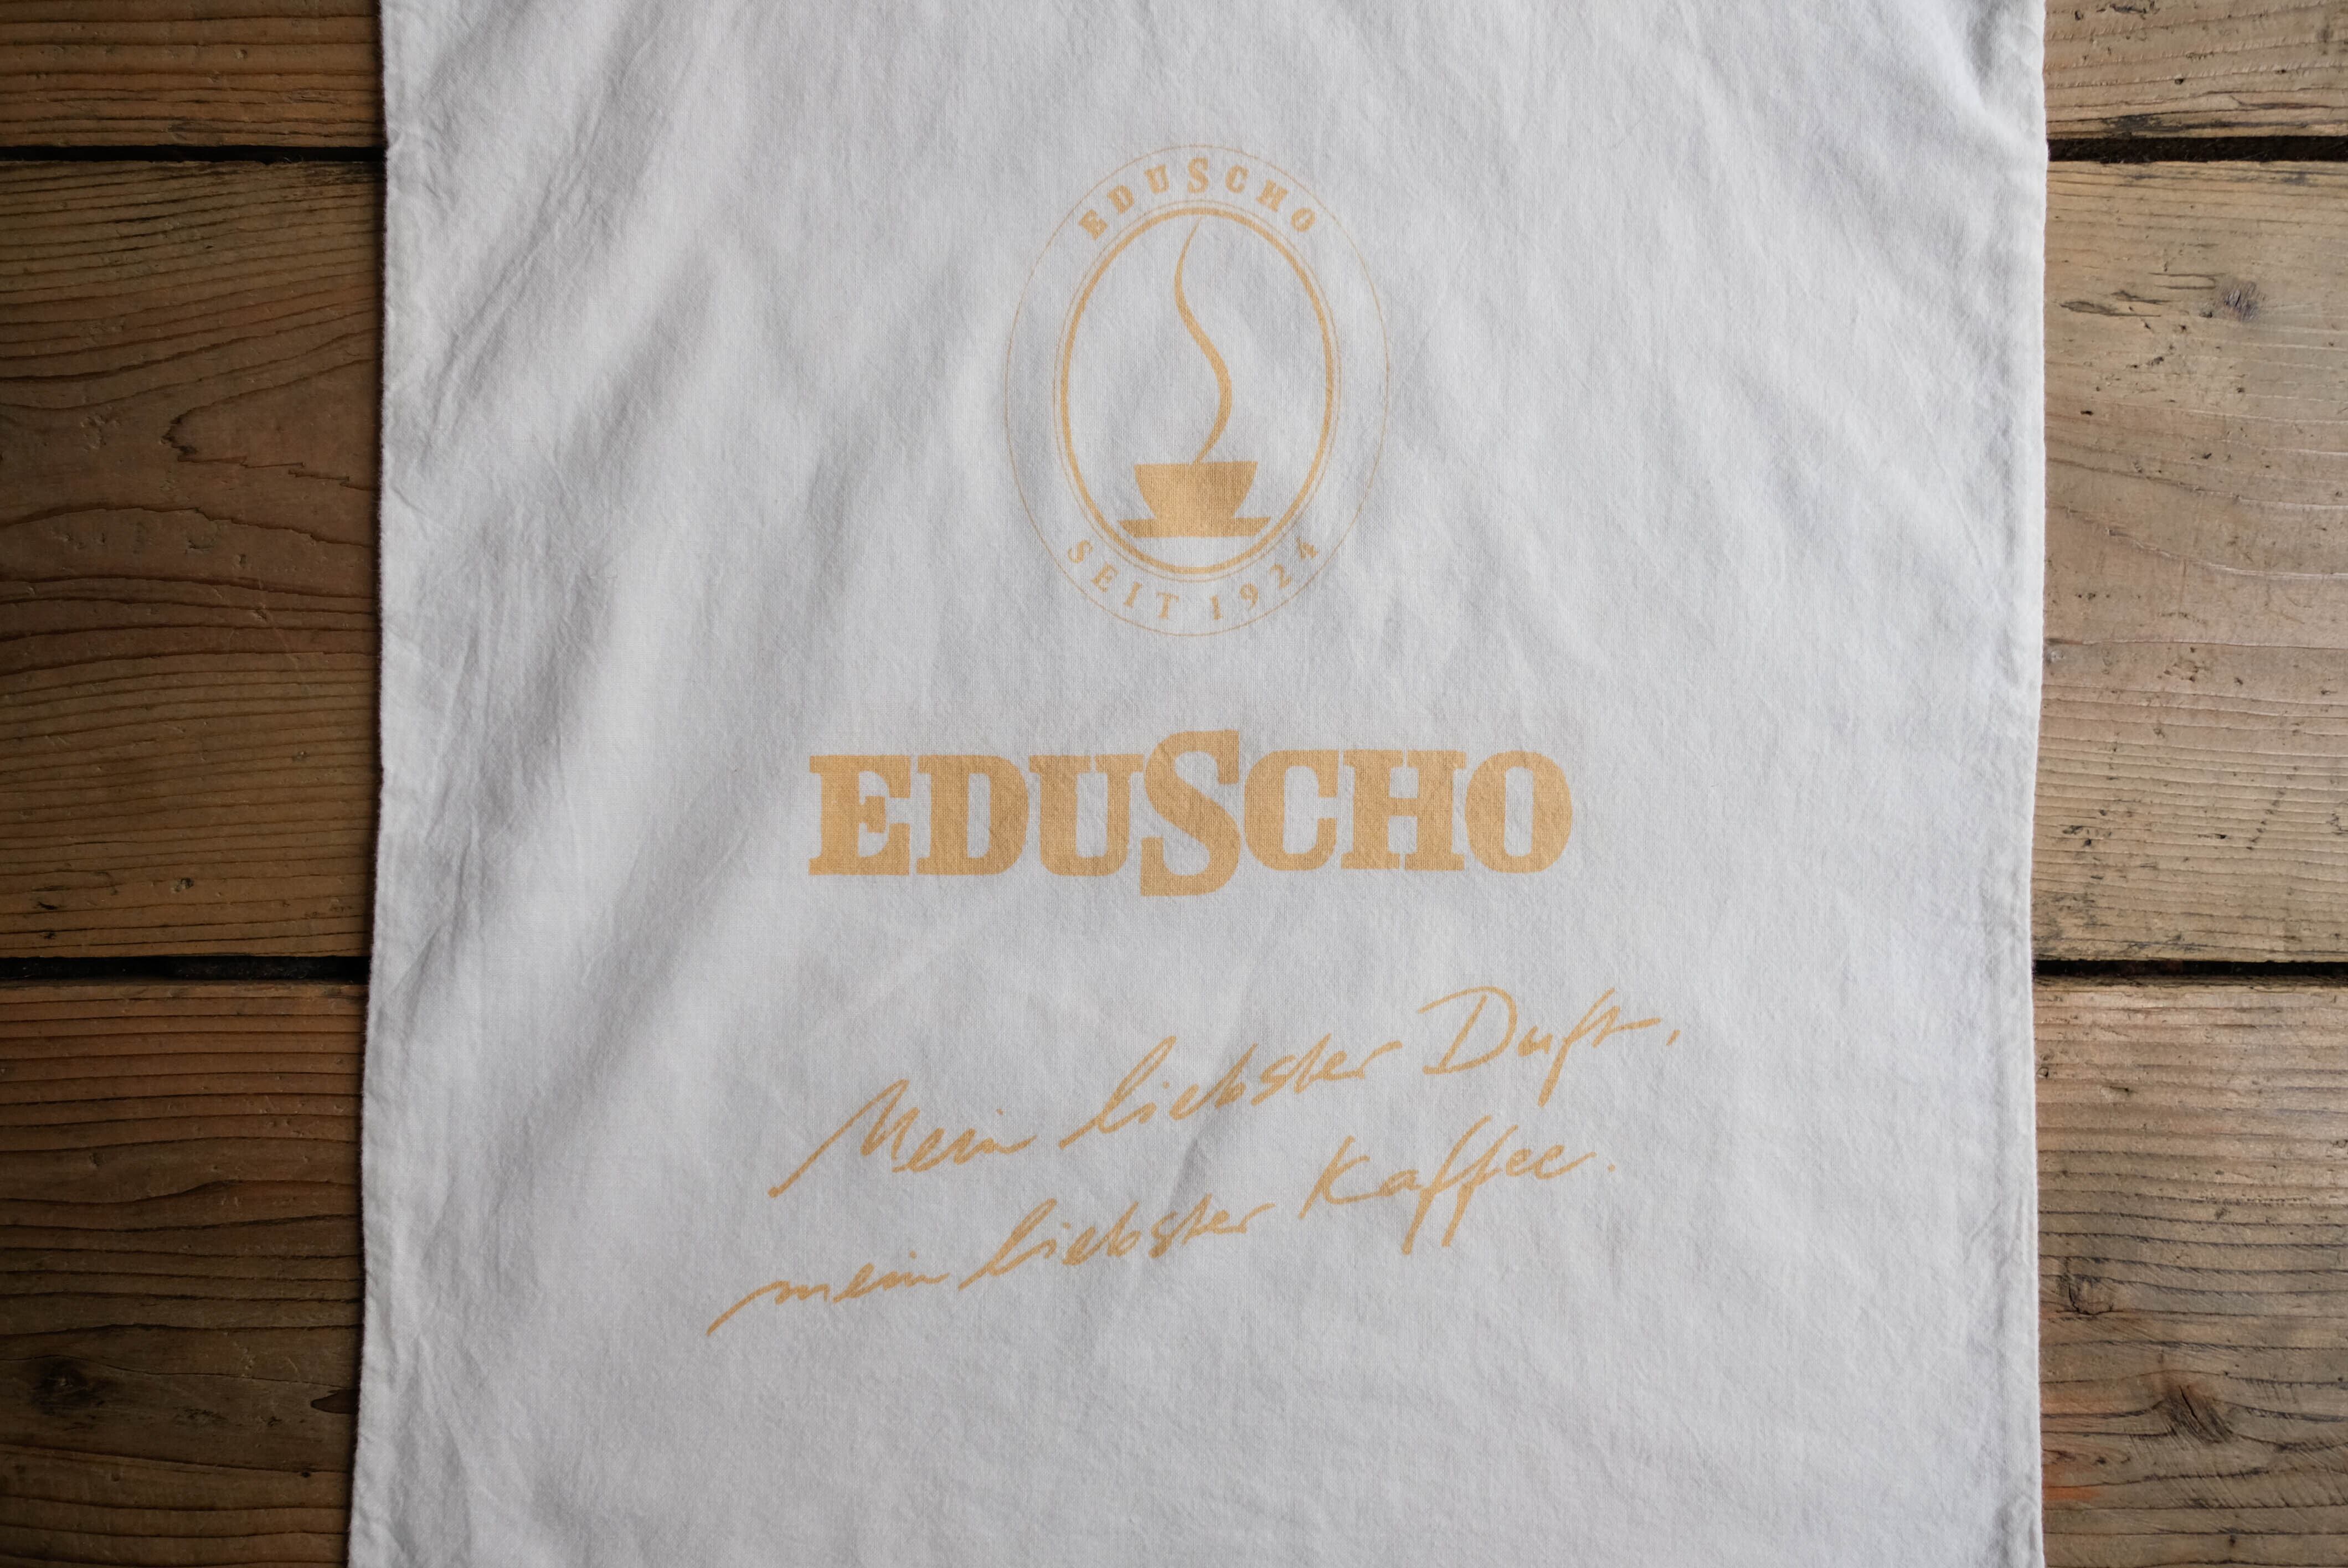 EDUSCHO
SEIT 1924
EDUSCHO
Mein liebster Duft,
mein liebster Kaffee.